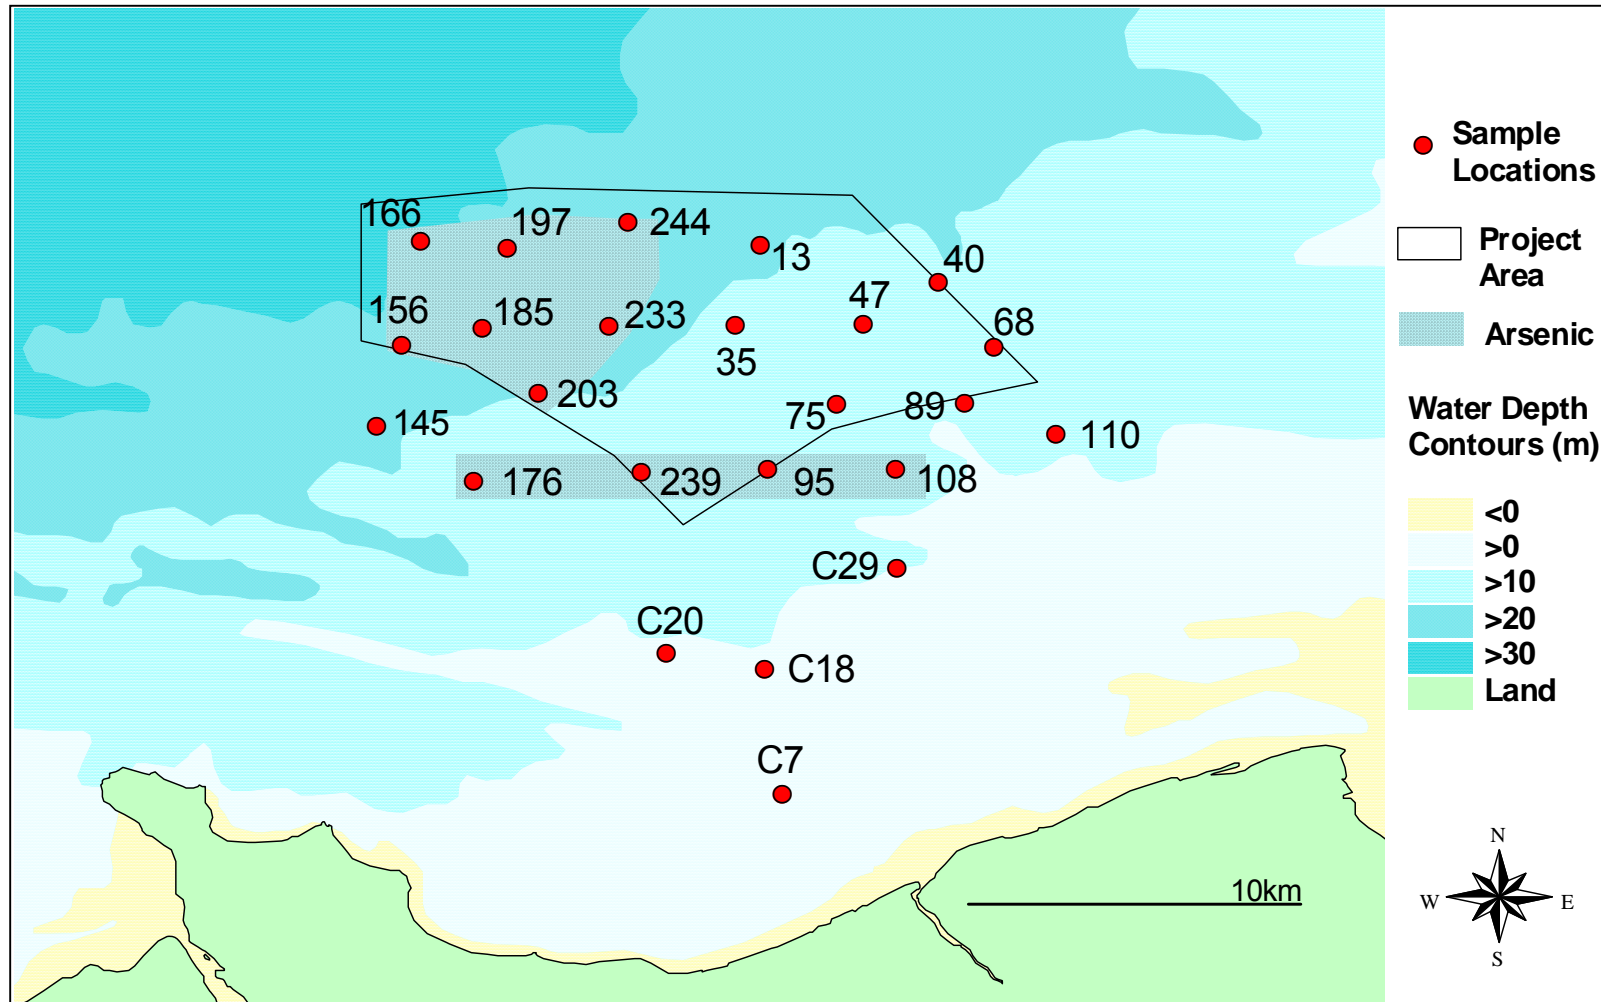 166
197
244
13
40
156
185
233
35
47
68
203
75
89
145
110
176
239
95
108
C29
C20
C18
C7
10km
Sample
Locations
Project
Area
Arsenic
Water Depth
Contours (m)
<0
>0
>10
>20
>30
Land
N
W
E
S